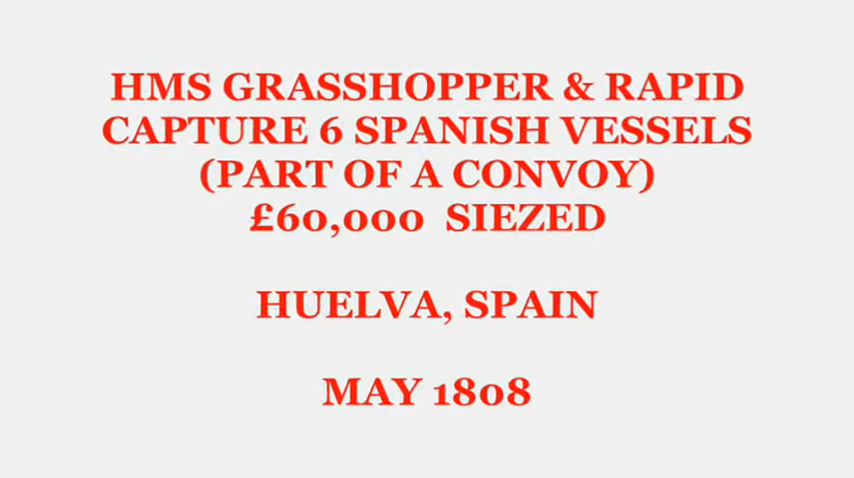 HMS GRASSHOPPER & RAPID
CAPTURE 6 SPANISH VESSELS
(PART OF A CONVOY)
£60,000 SIEZED
HUELVA, SPAIN
MAY 1808